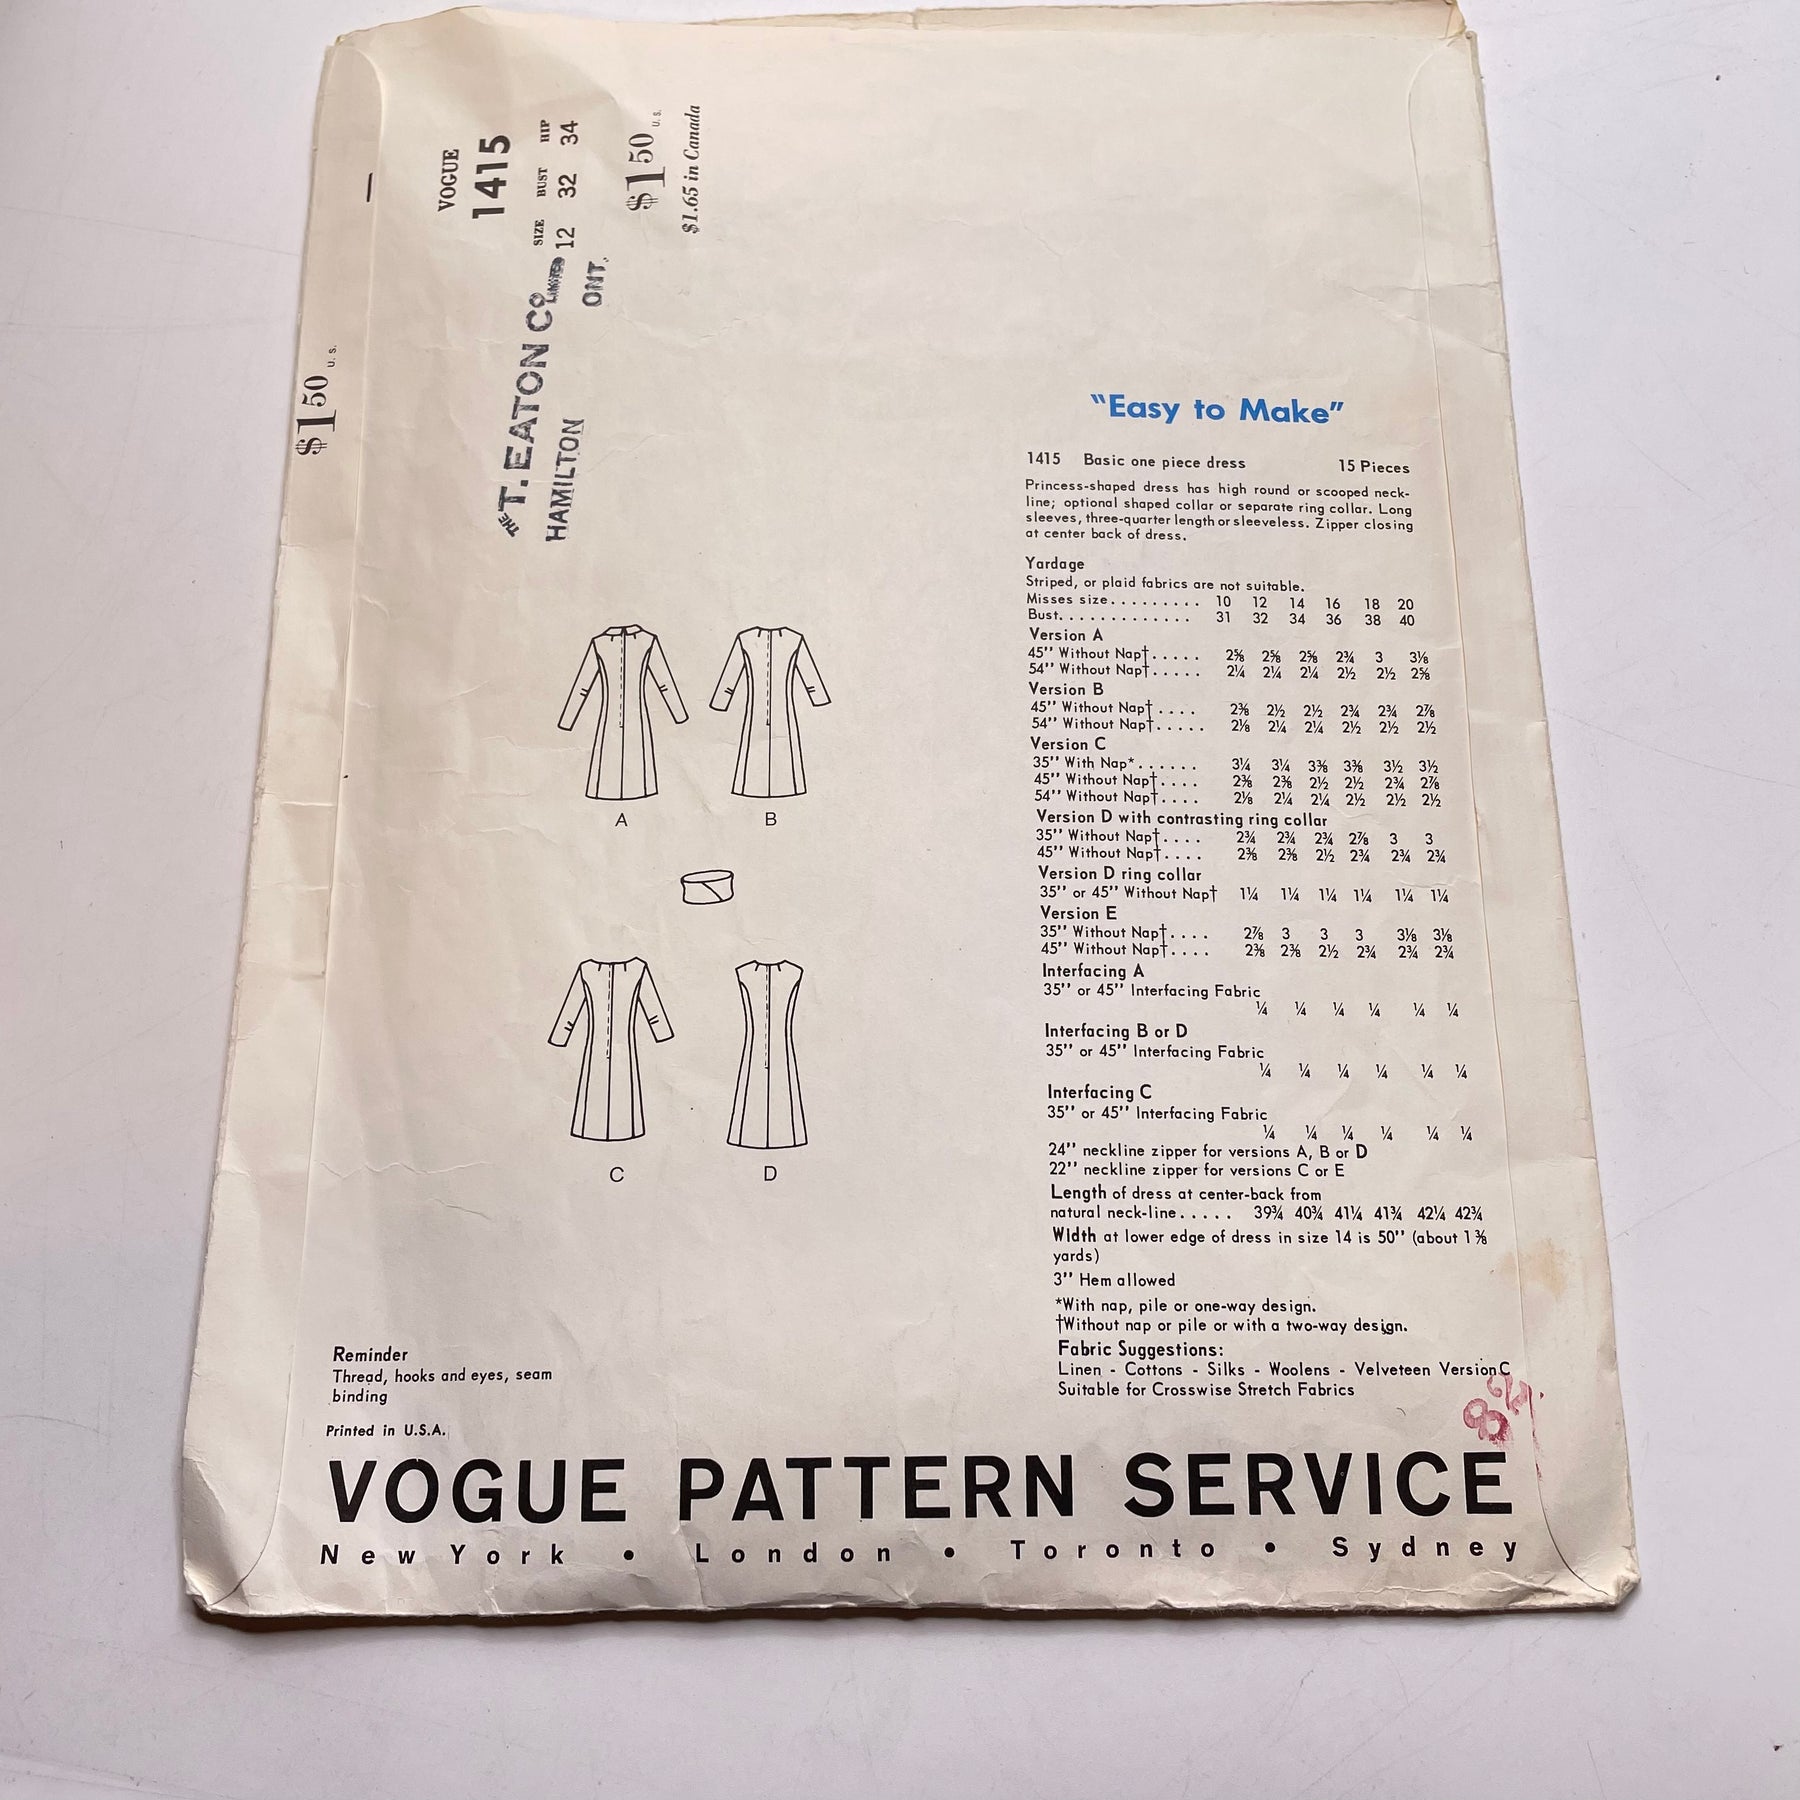 VOGUE
1415
SIZE BUST HIP
12 32 34
$1.50 U.S.
$1.65 in Canada
THE T. EATON CO LIMITED
HAMILTON ONT.
$1.50 U.S.
"Easy to Make"
1415 Basic one piece dress 15 Pieces
Princess-shaped dress has high round or scooped neck-
line; optional shaped collar or separate ring collar. Long
sleeves, three-quarter length or sleeveless. Zipper closing
at center back of dress.
Yardage
Striped, or plaid fabrics are not suitable.
Misses size......... 10 12 14 16 18 20
Bust............. 31 32 34 36 38 40
Version A
45" Without Nap†..... 2⅝ 2⅝ 2⅝ 2¾ 3 3⅛
54" Without Nap†..... 2¼ 2¼ 2¼ 2½ 2½ 2⅝
Version B
45" Without Nap†.... 2⅜ 2½ 2½ 2¾ 2¾ 2⅞
54" Without Nap†..... 2⅛ 2¼ 2¼ 2½ 2½ 2½
Version C
35" With Nap*...... 3¼ 3¼ 3⅜ 3⅜ 3½ 3½
45" Without Nap†.... 2⅜ 2⅜ 2½ 2½ 2¾ 2⅞
54" Without Nap†.... 2⅛ 2¼ 2¼ 2½ 2½ 2½
Version D with contrasting ring collar
35" Without Nap†.... 2¾ 2¾ 2¾ 2⅞ 3 3
45" Without Nap†.... 2⅜ 2⅜ 2½ 2¾ 2¾ 2¾
Version D ring collar
35" or 45" Without Nap† 1¼ 1¼ 1¼ 1¼ 1¼ 1¼
Version E
35" Without Nap†.... 2⅞ 3 3 3 3⅛ 3⅛
45" Without Nap†.... 2⅜ 2⅜ 2½ 2¾ 2¾ 2¾
Interfacing A
35" or 45" Interfacing Fabric
¼ ¼ ¼ ¼ ¼ ¼
Interfacing B or D
35" or 45" Interfacing Fabric
¼ ¼ ¼ ¼ ¼ ¼
Interfacing C
35" or 45" Interfacing Fabric
¼ ¼ ¼ ¼ ¼ ¼
24" neckline zipper for versions A, B or D
22" neckline zipper for versions C or E
Length of dress at center-back from
natural neck-line..... 39¾ 40¾ 41¼ 41¾ 42¼ 42¾
Width at lower edge of dress in size 14 is 50" (about 1⅜
yards)
3" Hem allowed
*With nap, pile or one-way design.
†Without nap or pile or with a two-way design.
Fabric Suggestions:
Linen - Cottons - Silks - Woolens - Velveteen Version C
Suitable for Crosswise Stretch Fabrics
A B
C D
Reminder
Thread, hooks and eyes, seam
binding
Printed in U.S.A.
VOGUE PATTERN SERVICE
New York • London • Toronto • Sydney